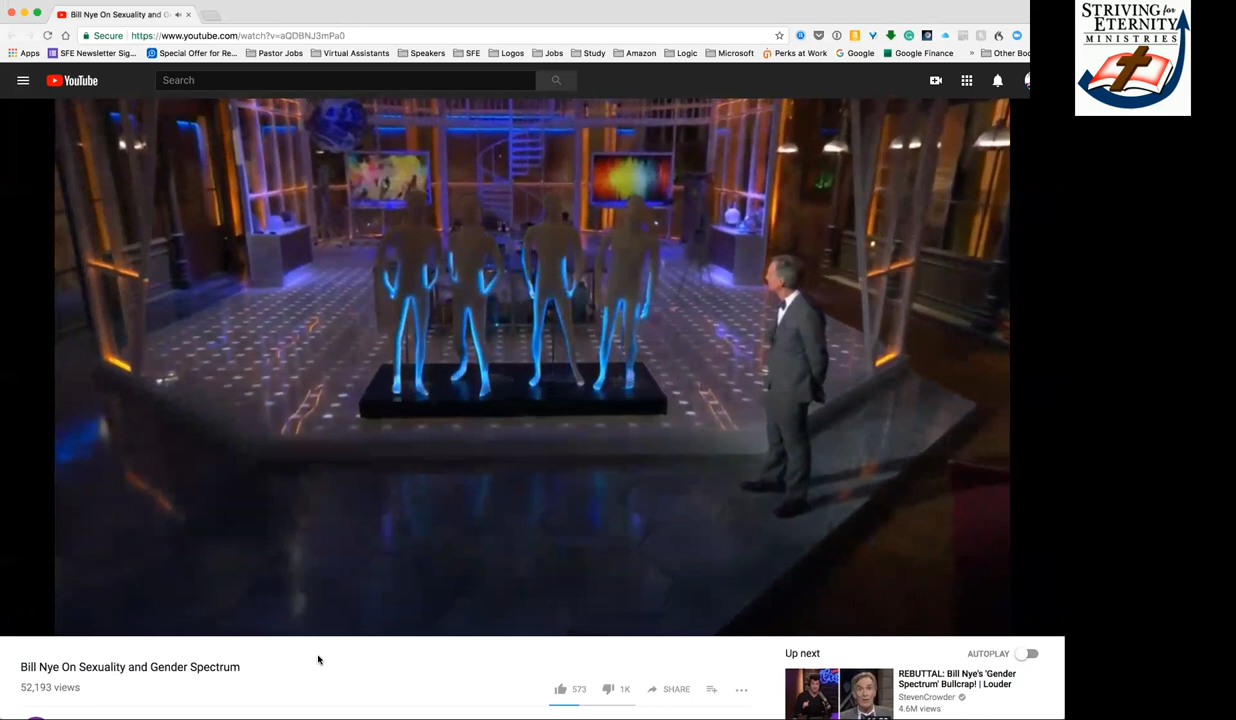 Bill Nye On Sexuality and G
Secure
https://www.youtube.com/watch?v=aQDBNJ3mPa0
Apps
SFE Newsletter Sig...
Special Offer for Re...
Pastor Jobs
Virtual Assistants
Speakers
SFE
Logos
Jobs
Study
Amazon
Logic
Microsoft
Perks at Work
Google
Google Finance
»
Other Boo
YouTube
Search
STRIVING for
ETERNITY
MINISTRIES
Bill Nye On Sexuality and Gender Spectrum
52,193 views
573
1K
SHARE
Up next
AUTOPLAY
REBUTTAL: Bill Nye's 'Gender
Spectrum' Bullcrap! | Louder
StevenCrowder
4.6M views